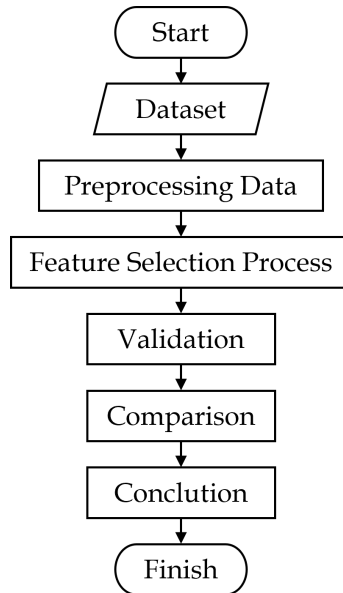 Start
Dataset
Preprocessing Data
Feature Selection Process
Validation
Comparison
Conclution
Finish